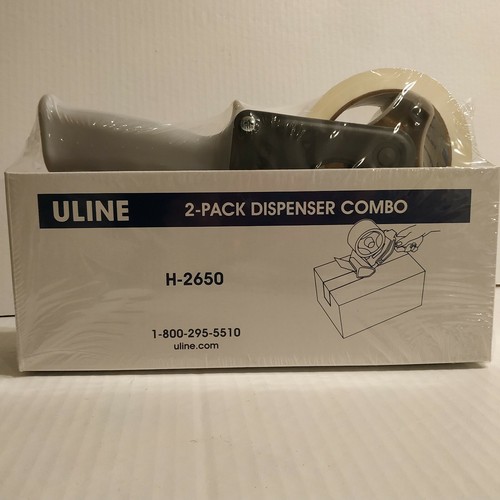 ULINE 2-PACK DISPENSER COMBO
H-2650
1-800-295-5510
uline.com